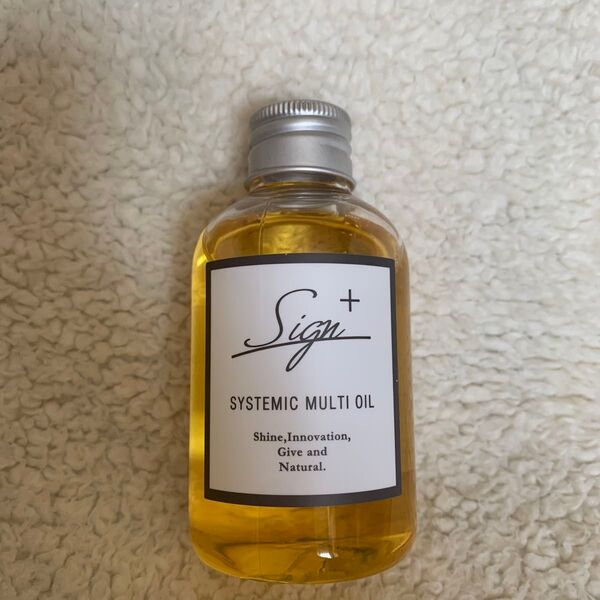 Sign+
SYSTEMIC MULTI OIL
Shine,Innovation,
Give and
Natural.